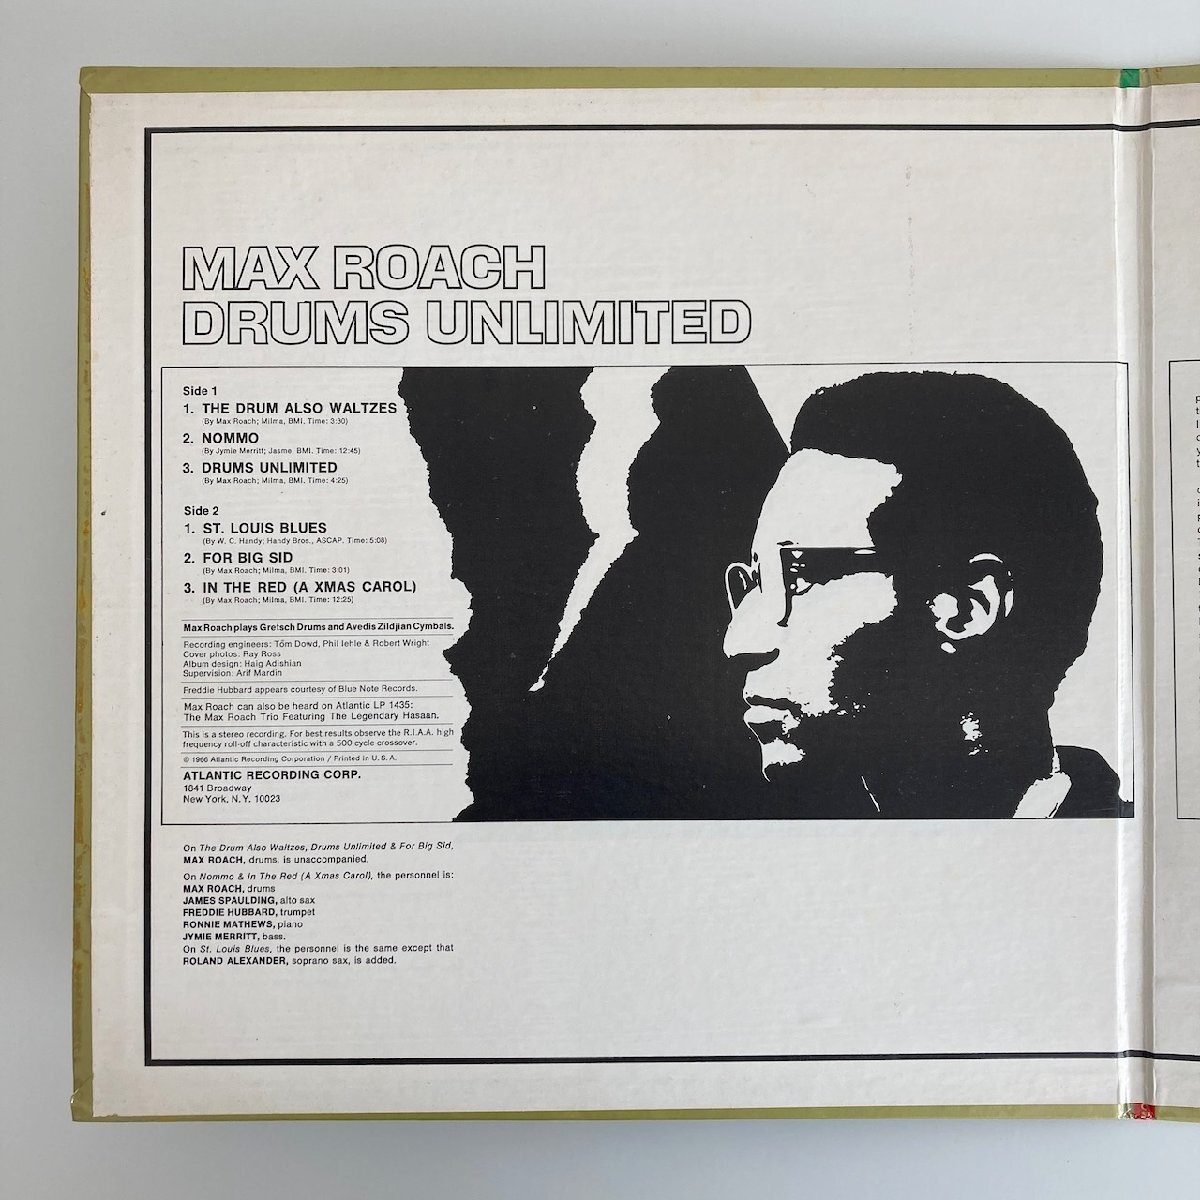 MAX ROACH
DRUMS UNLIMITED
Side 1
1. THE DRUM ALSO WALTZES
(By Max Roach; Milma, BMI. Time: 3:30)
2. NOMMO
(By Jymie Merritt; Jasme, BMI. Time: 12:45)
3. DRUMS UNLIMITED
(By Max Roach; Milma, BMI. Time: 4:25)
Side 2
1. ST. LOUIS BLUES
(By W. C. Handy; Handy Bros., ASCAP. Time: 5:08)
2. FOR BIG SID
(By Max Roach; Milma, BMI. Time: 3:01)
3. IN THE RED (A XMAS CAROL)
(By Max Roach; Milma, BMI. Time: 12:25)
Max Roach plays Gretsch Drums and Avedis Zildjian Cymbals.
Recording engineers: Tom Dowd, Phil Iehle & Robert Wright
Cover photos: Ray Ross
Album design: Haig Adishian
Supervision: Arif Mardin
Freddie Hubbard appears courtesy of Blue Note Records.
Max Roach can also be heard on Atlantic LP 1435:
The Max Roach Trio Featuring The Legendary Hasaan.
This is a stereo recording. For best results observe the R.I.A.A. high
frequency roll-off characteristic with a 500 cycle crossover.
© 1966 Atlantic Recording Corporation / Printed in U. S. A.
ATLANTIC RECORDING CORP.
1841 Broadway
New York, N.Y. 10023
On The Drum Also Waltzes, Drums Unlimited & For Big Sid,
MAX ROACH, drums, is unaccompanied.
On Nommo & In The Red (A Xmas Carol), the personnel is:
MAX ROACH, drums
JAMES SPAULDING, alto sax
FREDDIE HUBBARD, trumpet
RONNIE MATHEWS, piano
JYMIE MERRITT, bass.
On St. Louis Blues, the personnel is the same except that
ROLAND ALEXANDER, soprano sax, is added.